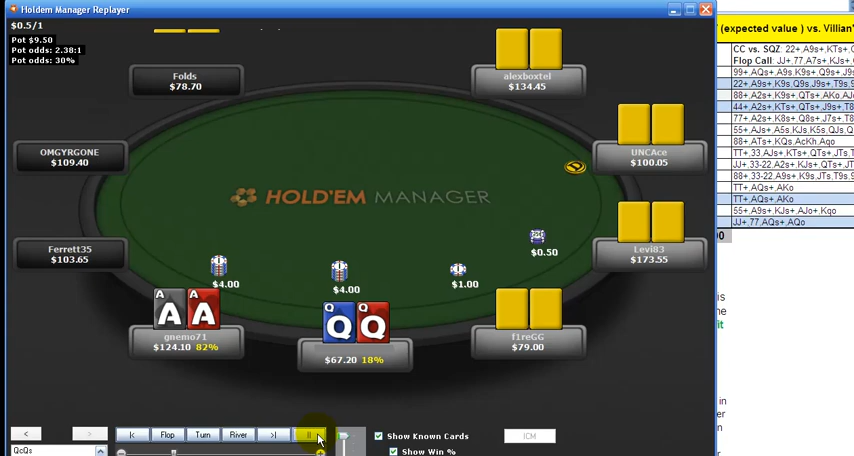 Holdem Manager Replayer
$0.5/1
Pot $9.50
Pot odds: 2.38:1
Pot odds: 30%
Folds
$78.70
alexboxtel
$134.45
OMGYRGONE
$109.40
UNCAce
$100.05
D
HOLD'EM MANAGER
Ferrett35
$103.65
Levi83
$173.55
$0.50
$4.00
$4.00
$1.00
A A
A A
Q Q
Q Q
gnemo71
$124.10 82%
$67.20 18%
f1reGG
$79.00
< >
|< Flop Turn River >| ||
Show Known Cards
ICM
Show Win %
QcQs
(expected value ) vs. Villian'
CC vs. SQZ: 22+,A9s+,KTs+,
Flop Call: JJ+,77,A7s+,KJs+,
99+,AQs+,A9s,K9s+,Q9s+,J9s
22+,A9s+,K9s,Q9s,J9s+,T9s,
88+,A2s+,K9s+,QTs+,AKo,AJ
44+,A2s+,KTs+,QTs+,J9s+,T8
77+,A2s+,K8s+,Q8s+,J7s+,T8
55+,AJs+,A5s,KJs,K5s,QJs,Q
88+,ATs+,KQs,AcKh,Aqo
TT+,33,AJs+,KTs+,QTs+,JTs
JJ+,33-22,A2s+,KJs+,QTs+,JT
88+,33-22,A9s+,K9s,JTs,T9s,
TT+,AQs+,AKo
TT+,AQs+,AKo
55+,A9s+,KJs+,AJo+,Kqo
JJ+,77,AQs+,AQo